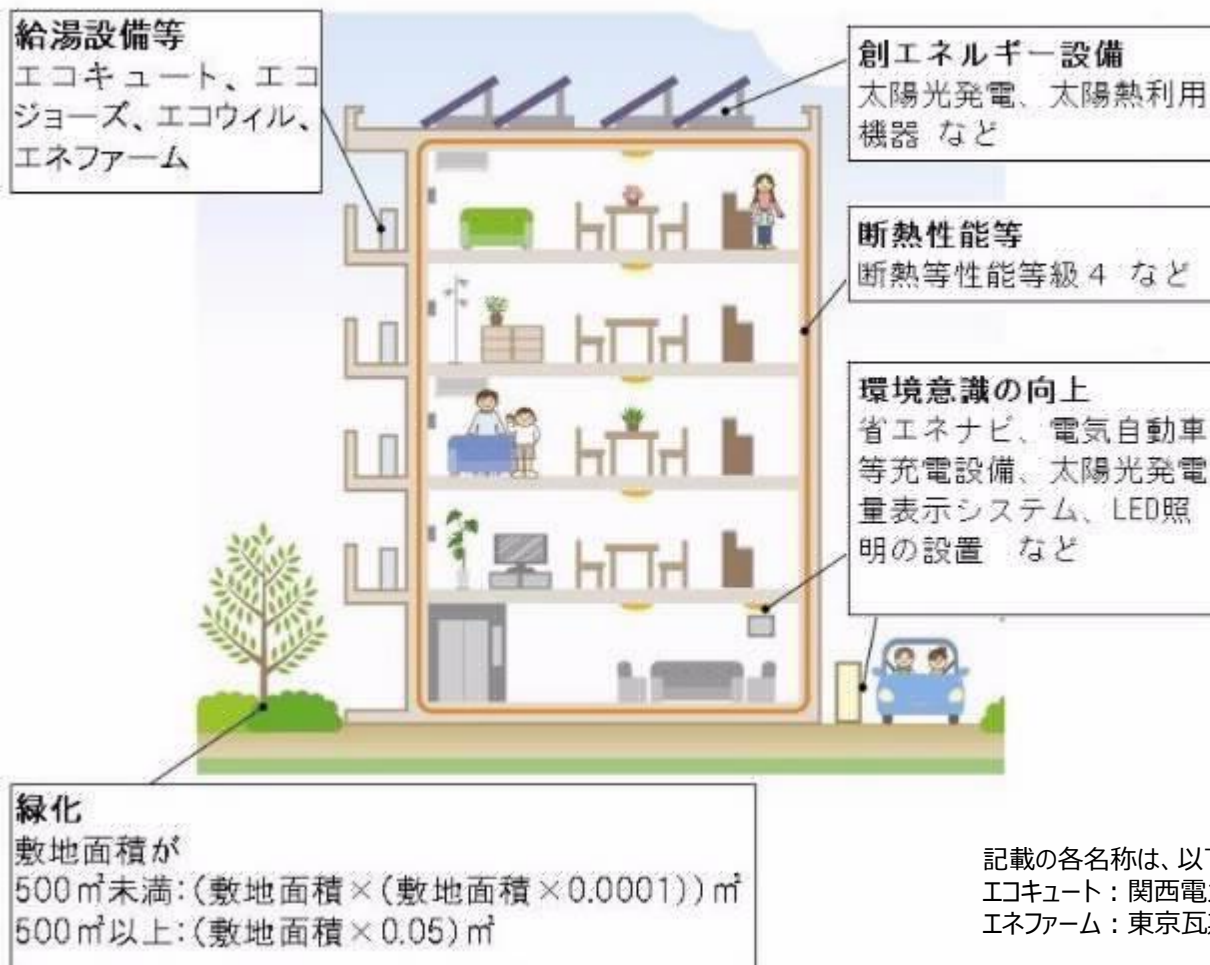 給湯設備等
エコキュート、エコ
ジョーズ、エコウィル、
エネファーム
創エネルギー設備
太陽光発電、太陽熱利用
機器 など
断熱性能等
断熱等性能等級4 など
環境意識の向上
省エネナビ、電気自動車
等充電設備、太陽光発電
量表示システム、LED照
明の設置 など
緑化
敷地面積が
500㎡未満:(敷地面積×(敷地面積×0.0001))㎡
500㎡以上:(敷地面積×0.05)㎡
記載の各名称は、以
エコキュート:関西電
エネファーム:東京瓦